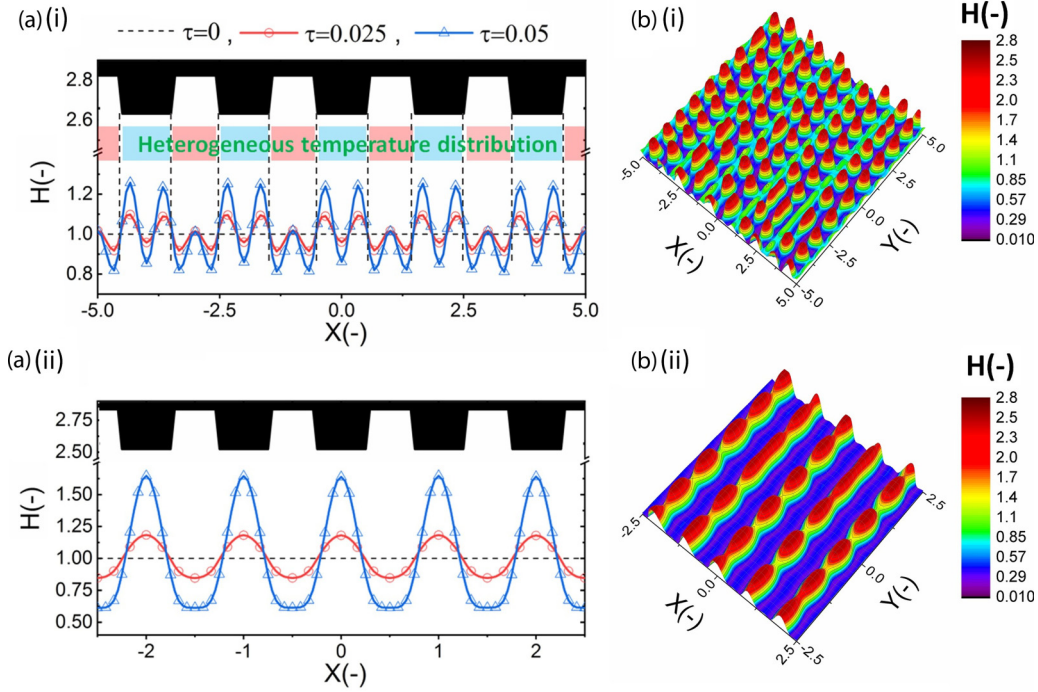 (a) (i)
τ=0 , τ=0.025 , τ=0.05
2.8
2.6
Heterogeneous temperature distribution
1.2
1.0
0.8
H(-)
-5.0 -2.5 0.0 2.5 5.0
X(-)
(b) (i)
H(-)
2.8
2.5
2.3
2.0
1.7
1.4
1.1
0.85
0.57
0.29
0.010
-5.0
-2.5
0.0
2.5
5.0
X(-)
-5.0
-2.5
0.0
2.5
5.0
Y(-)
(a) (ii)
2.75
2.50
1.50
1.25
1.00
0.75
0.50
H(-)
-2 -1 0 1 2
X(-)
(b) (ii)
H(-)
2.8
2.5
2.3
2.0
1.7
1.4
1.1
0.85
0.57
0.29
0.010
-2.5
0.0
2.5
X(-)
-2.5
0.0
2.5
Y(-)